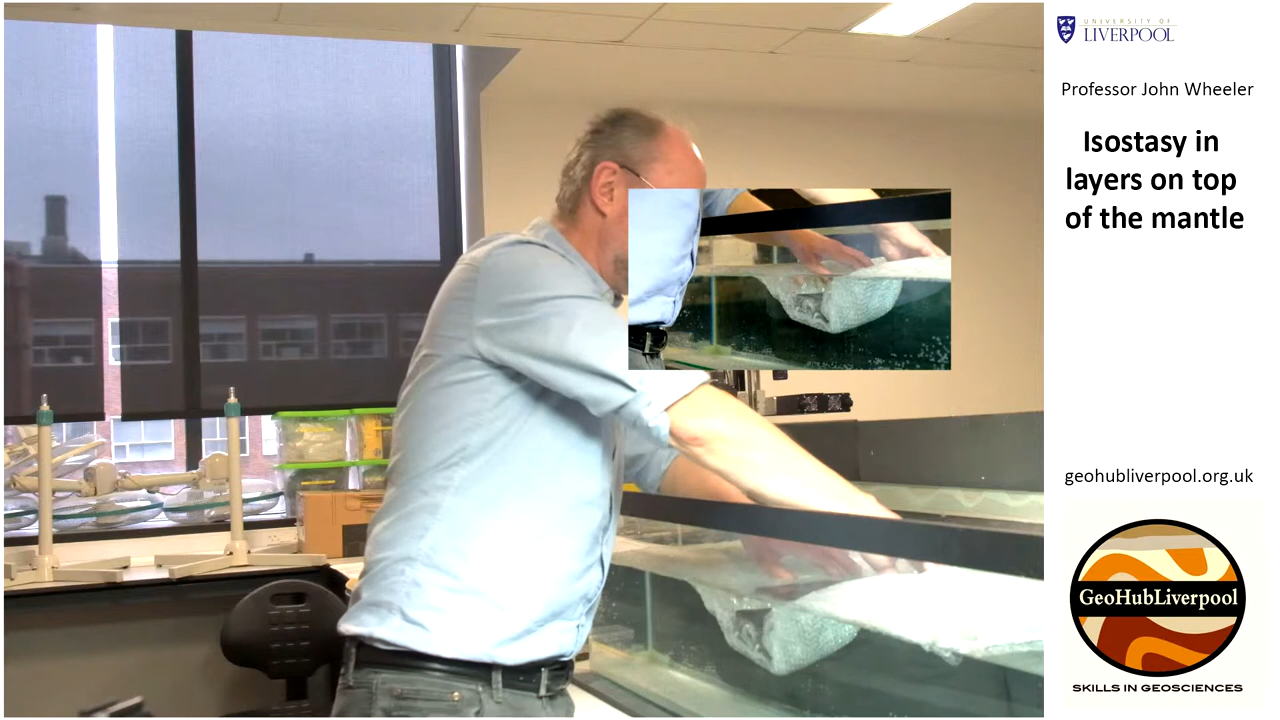 UNIVERSITY OF
LIVERPOOL
Professor John Wheeler
Isostasy in
layers on top
of the mantle
geohubliverpool.org.uk
GeoHubLiverpool
SKILLS IN GEOSCIENCES